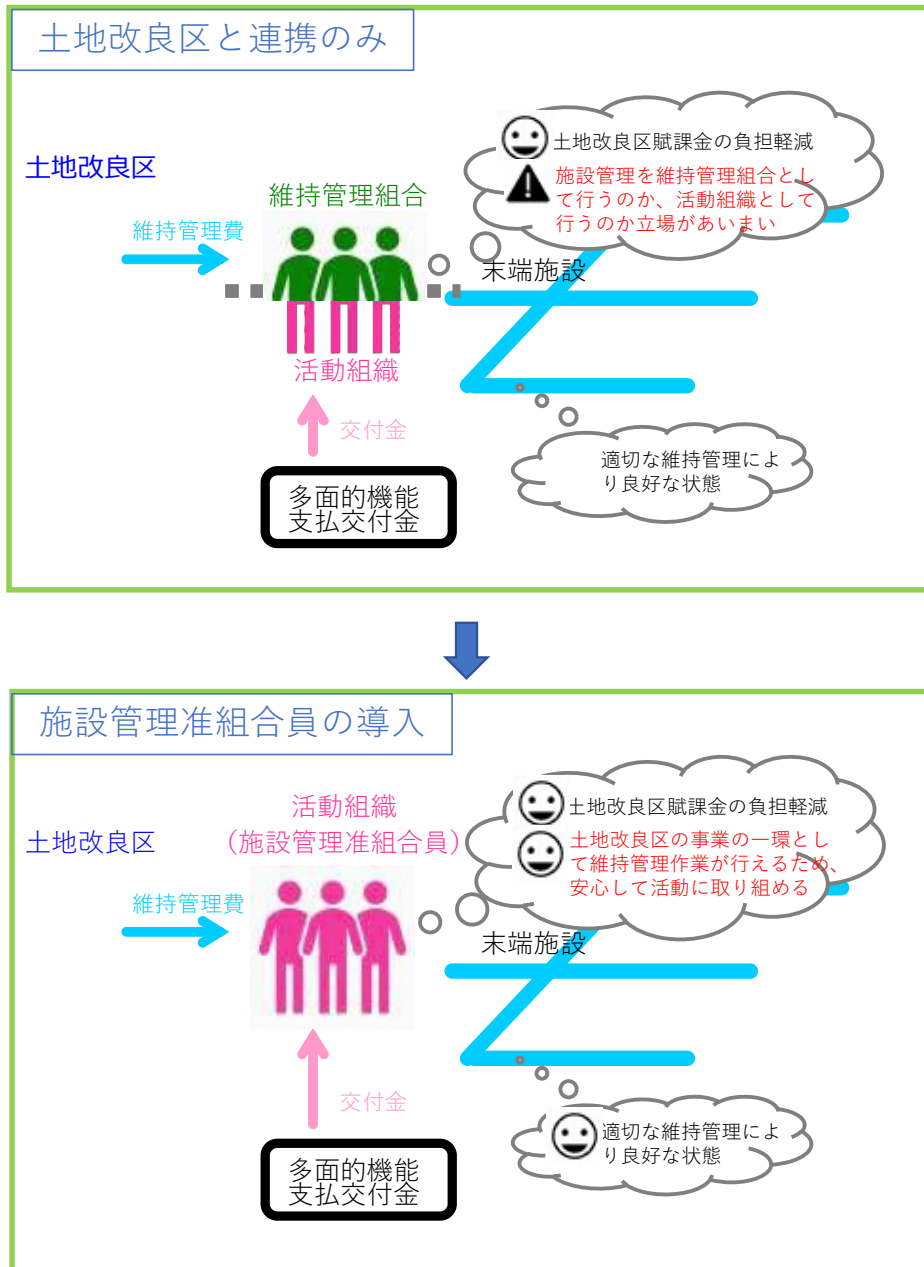 土地改良区と連携のみ
土地改良区
維持管理費
維持管理組合
活動組織
交付金
多面的機能
支払交付金
土地改良区賦課金の負担軽減
施設管理を維持管理組合とし
て行うのか、活動組織として
行うのか立場があいまい
末端施設
適切な維持管理によ
り良好な状態
施設管理准組合員の導入
土地改良区
維持管理費
活動組織
(施設管理准組合員)
交付金
多面的機能
支払交付金
土地改良区賦課金の負担軽減
土地改良区の事業の一環とし
て維持管理作業が行えるため、
安心して活動に取り組める
末端施設
適切な維持管理によ
り良好な状態